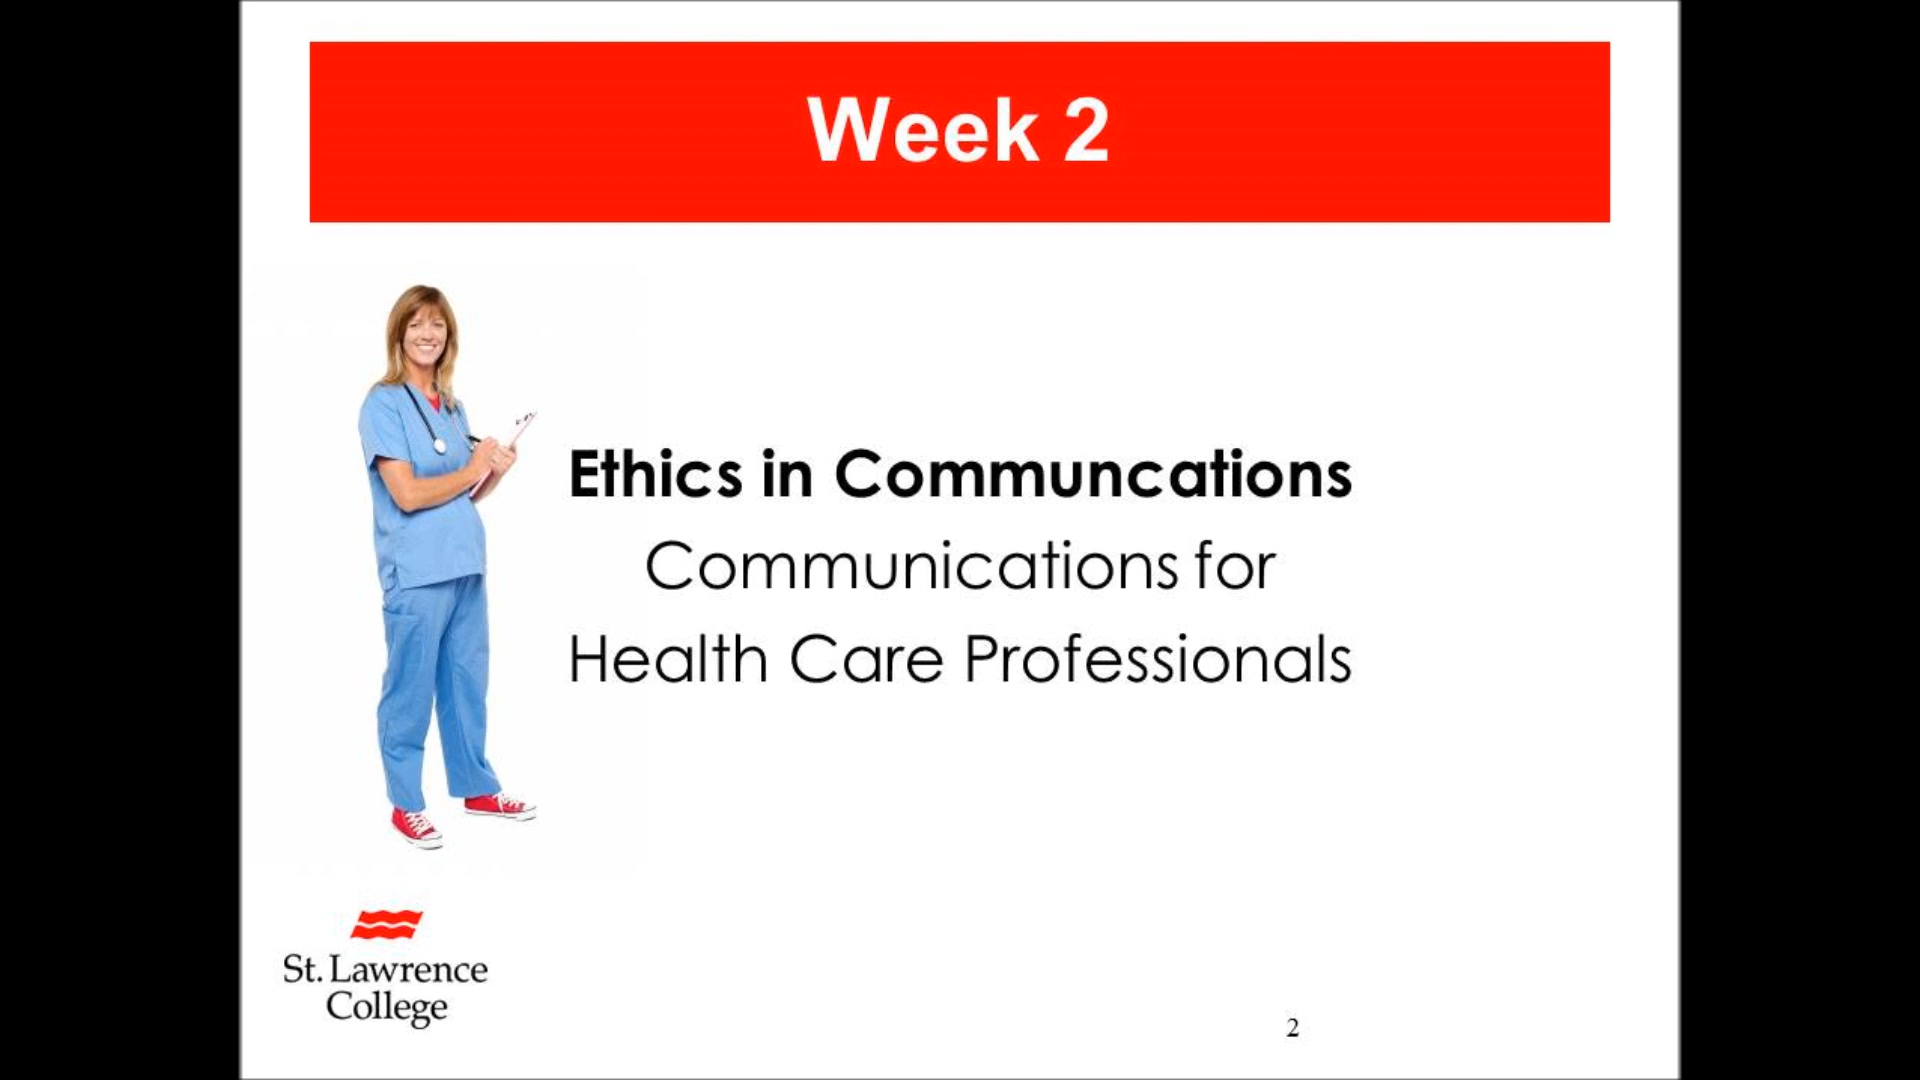 Week 2
Ethics in Communcations
Communications for
Health Care Professionals
St. Lawrence
College
2